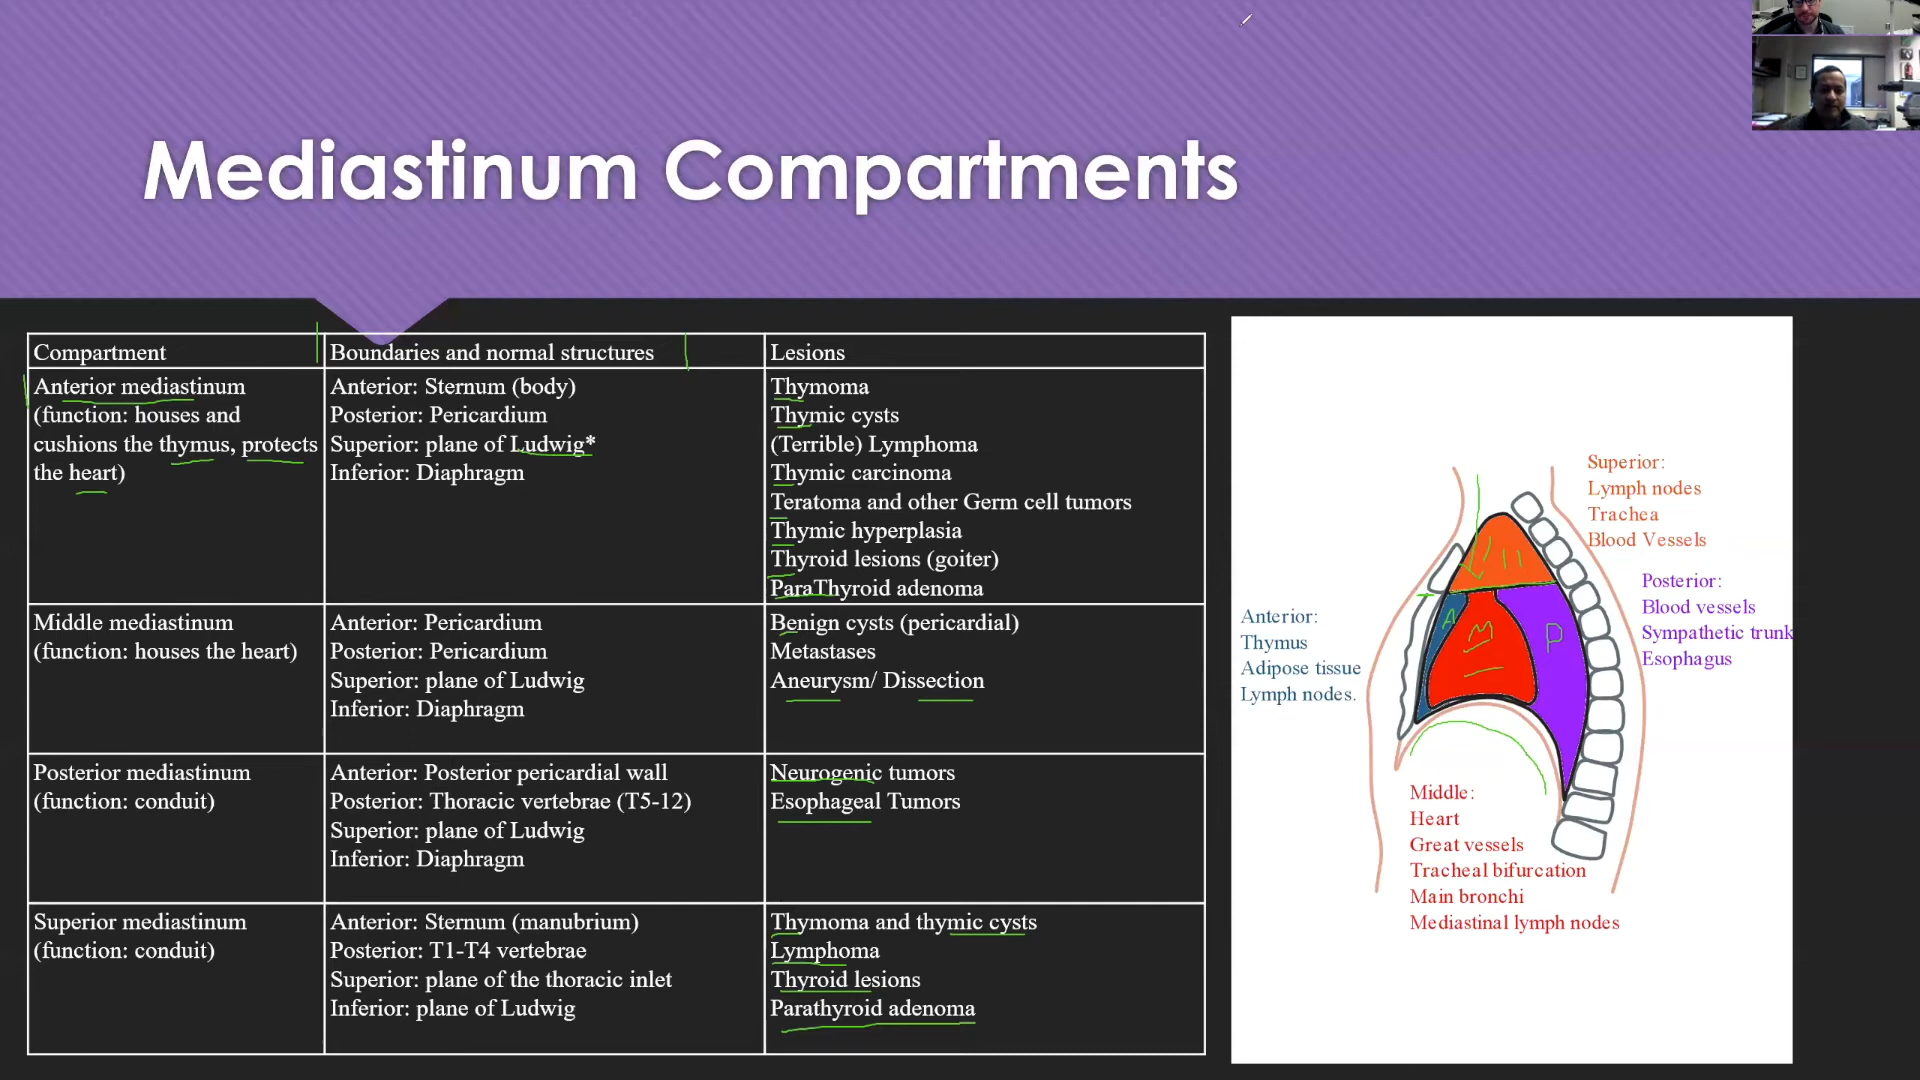 Mediastinum Compartments
Compartment
Boundaries and normal structures
Lesions
Anterior mediastinum
(function: houses and
cushions the thymus, protects
the heart)
Anterior: Sternum (body)
Posterior: Pericardium
Superior: plane of Ludwig*
Inferior: Diaphragm
Thymoma
Thymic cysts
(Terrible) Lymphoma
Thymic carcinoma
Teratoma and other Germ cell tumors
Thymic hyperplasia
Thyroid lesions (goiter)
ParaThyroid adenoma
Middle mediastinum
(function: houses the heart)
Anterior: Pericardium
Posterior: Pericardium
Superior: plane of Ludwig
Inferior: Diaphragm
Benign cysts (pericardial)
Metastases
Aneurysm/ Dissection
Posterior mediastinum
(function: conduit)
Anterior: Posterior pericardial wall
Posterior: Thoracic vertebrae (T5-12)
Superior: plane of Ludwig
Inferior: Diaphragm
Neurogenic tumors
Esophageal Tumors
Superior mediastinum
(function: conduit)
Anterior: Sternum (manubrium)
Posterior: T1-T4 vertebrae
Superior: plane of the thoracic inlet
Inferior: plane of Ludwig
Thymoma and thymic cysts
Lymphoma
Thyroid lesions
Parathyroid adenoma
Superior:
Lymph nodes
Trachea
Blood Vessels
Posterior:
Blood vessels
Sympathetic trunk
Esophagus
Anterior:
Thymus
Adipose tissue
Lymph nodes.
A
M
P
Middle:
Heart
Great vessels
Tracheal bifurcation
Main bronchi
Mediastinal lymph nodes